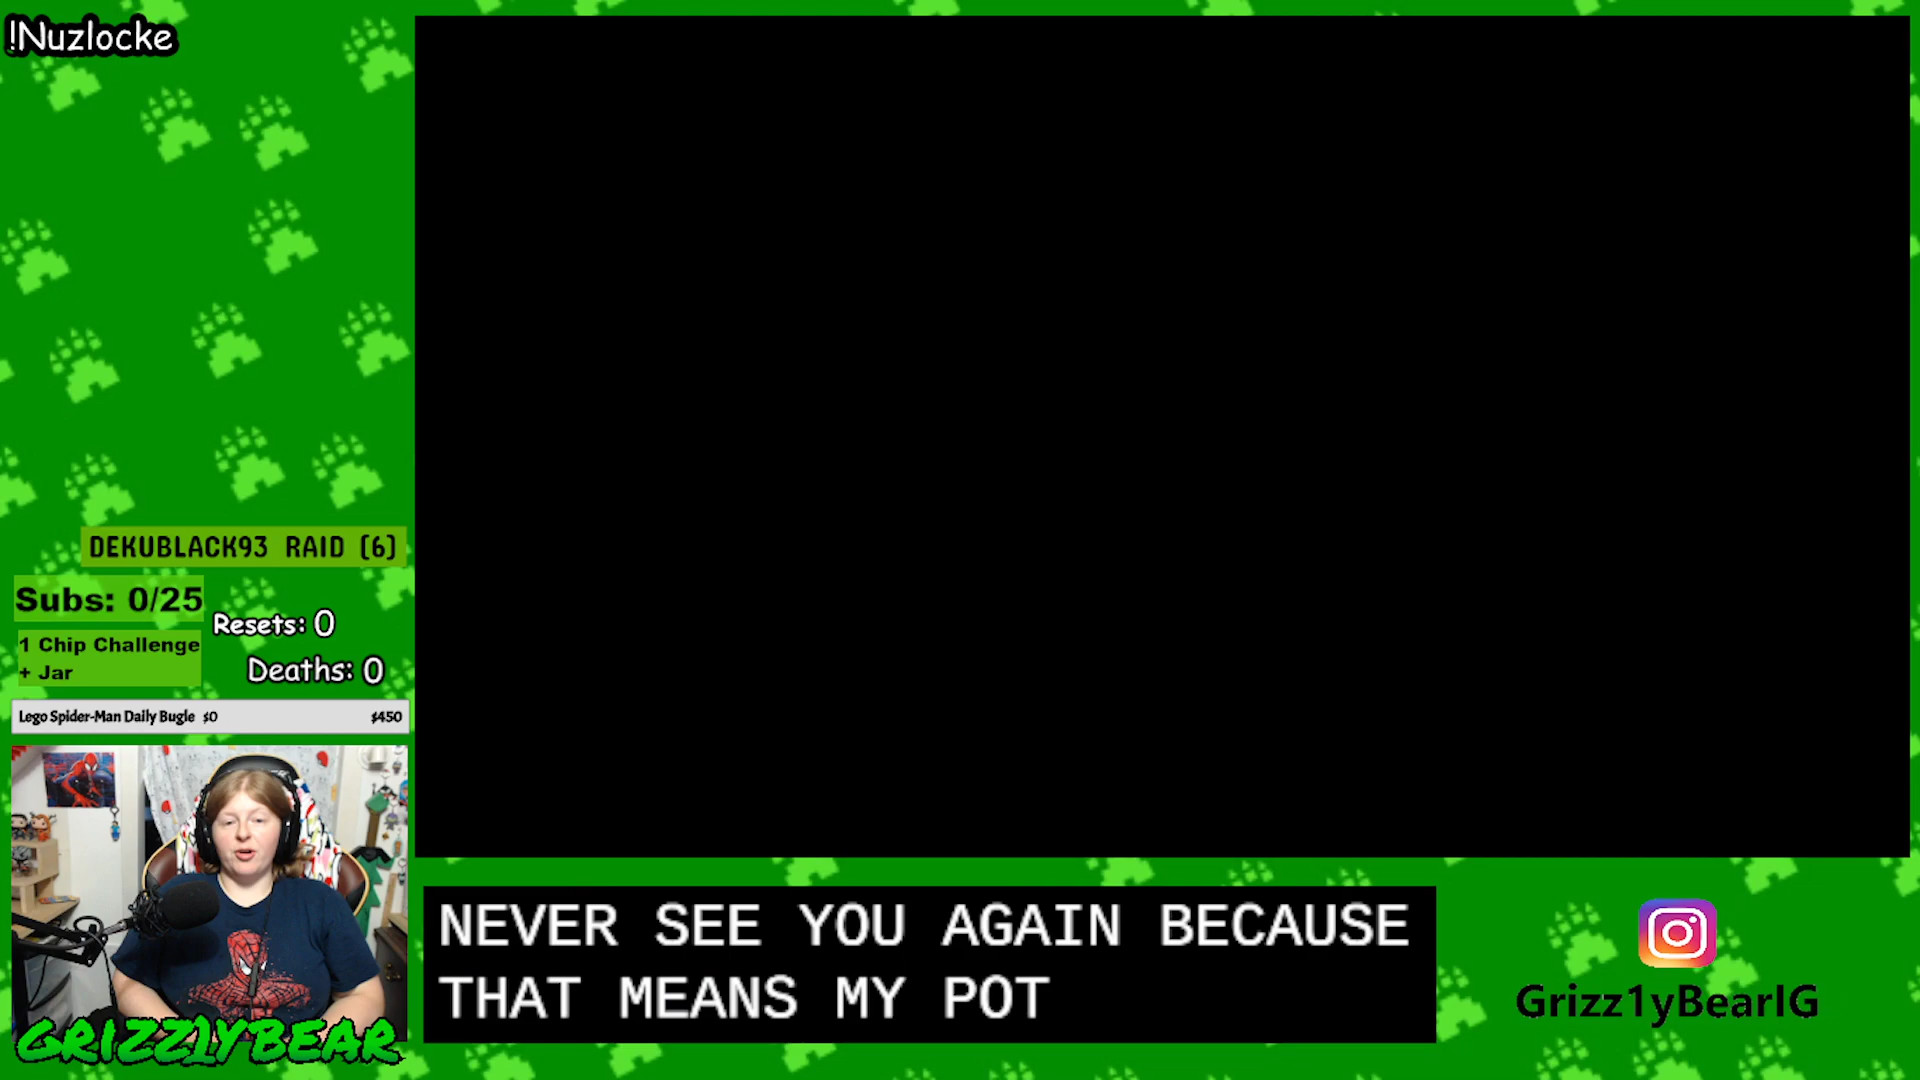 !Nuzlocke
DEKUBLACK93 RAID (6)
Subs: 0/25
Resets: 0
1 Chip Challenge
+ Jar
Deaths: 0
Lego Spider-Man Daily Bugle $0 $450
GRIZZ1YBEAR
NEVER SEE YOU AGAIN BECAUSE
THAT MEANS MY POT
Grizz1yBearIG